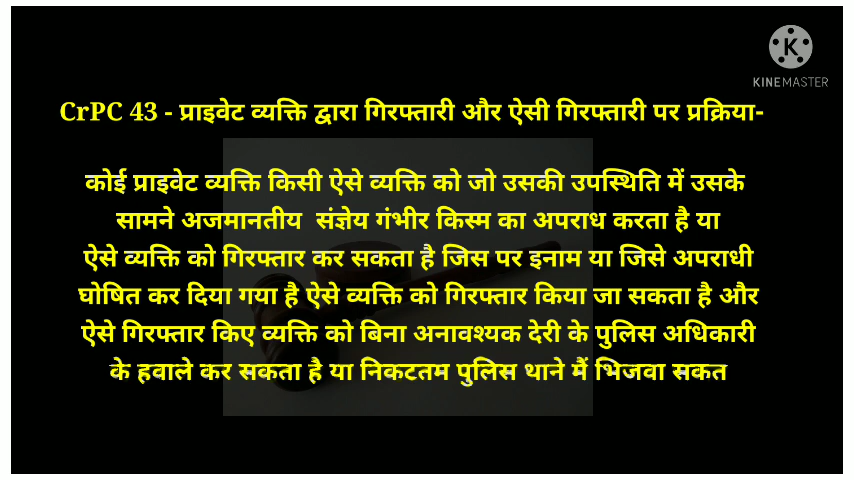 KINEMASTER
CrPC 43 - प्राइवेट व्यक्ति द्वारा गिरफ्तारी और ऐसी गिरफ्तारी पर प्रक्रिया-
कोई प्राइवेट व्यक्ति किसी ऐसे व्यक्ति को जो उसकी उपस्थिति में उसके
सामने अजमानतीय संज्ञेय गंभीर किस्म का अपराध करता है या
ऐसे व्यक्ति को गिरफ्तार कर सकता है जिस पर इनाम या जिसे अपराधी
घोषित कर दिया गया है ऐसे व्यक्ति को गिरफ्तार किया जा सकता है और
ऐसे गिरफ्तार किए व्यक्ति को बिना अनावश्यक देरी के पुलिस अधिकारी
के हवाले कर सकता है या निकटतम पुलिस थाने मैं भिजवा सकत